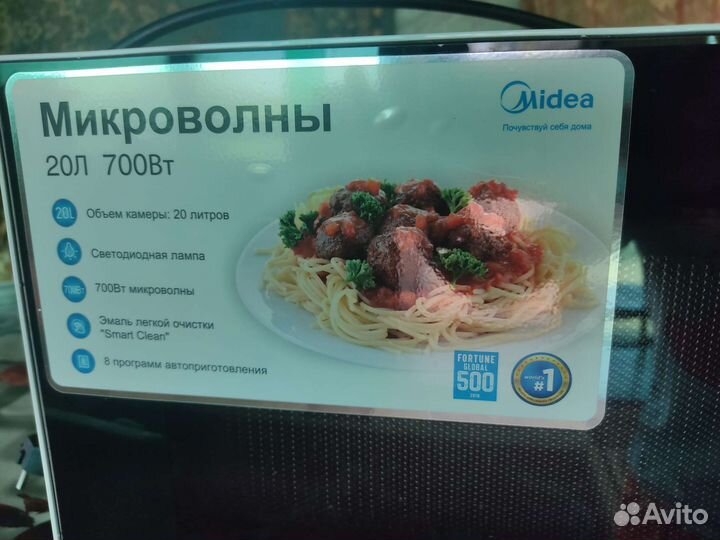 Микроволны
20Л 700Вт
Midea
Почувствуй себя дома
20L
Объем камеры: 20 литров
Светодиодная лампа
700Вт
700Вт микроволны
Эмаль легкой очистки
"Smart Clean"
8 программ автоприготовления
FORTUNE
GLOBAL
500
WORLD'S
#1
Avito